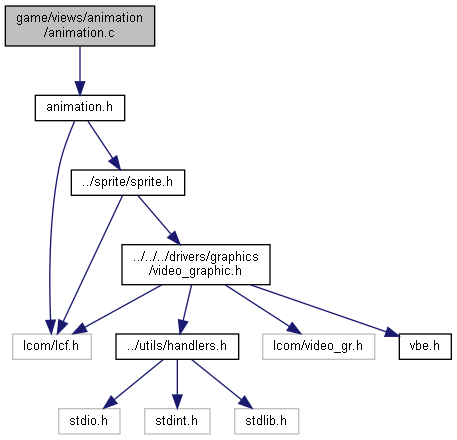 game/views/animation
/animation.c
animation.h
../sprite/sprite.h
../../../drivers/graphics
/video_graphic.h
lcom/lcf.h
../utils/handlers.h
lcom/video_gr.h
vbe.h
stdio.h
stdint.h
stdlib.h